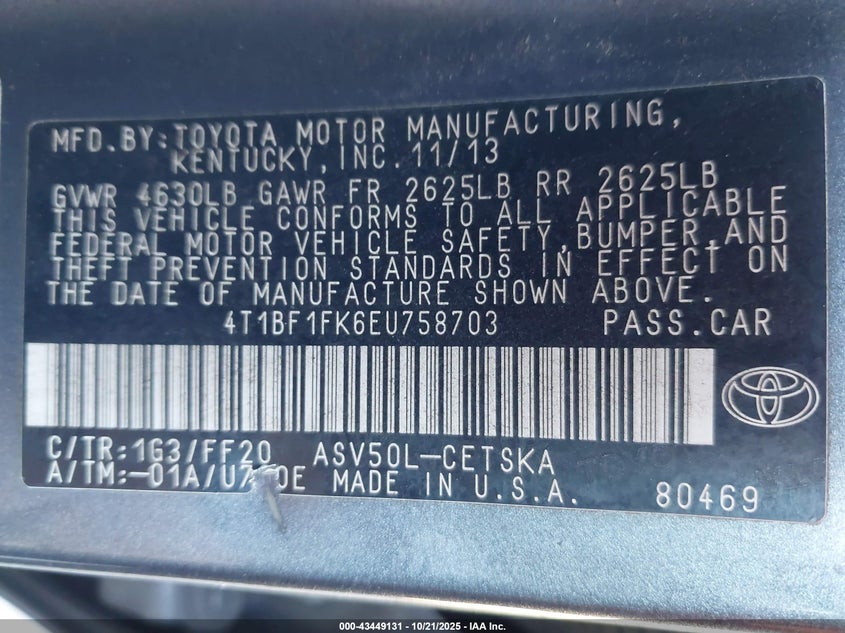 MFD.BY:TOYOTA MOTOR MANUFACTURING,
KENTUCKY,INC.11/13
GVWR 4630LB GAWR FR 2625LB RR 2625LB
THIS VEHICLE CONFORMS TO ALL APPLICABLE
FEDERAL MOTOR VEHICLE SAFETY,BUMPER,AND
THEFT PREVENTION STANDARDS IN EFFECT ON
THE DATE OF MANUFACTURE SHOWN ABOVE.
4T1BF1FK6EU758703 PASS.CAR
C/TR:1G3/FF20 ASV50L-CETSKA
A/TM:-01A/ MADE IN U.S.A. 80469
000-43449131 - 10/21/2025 - IAA Inc.